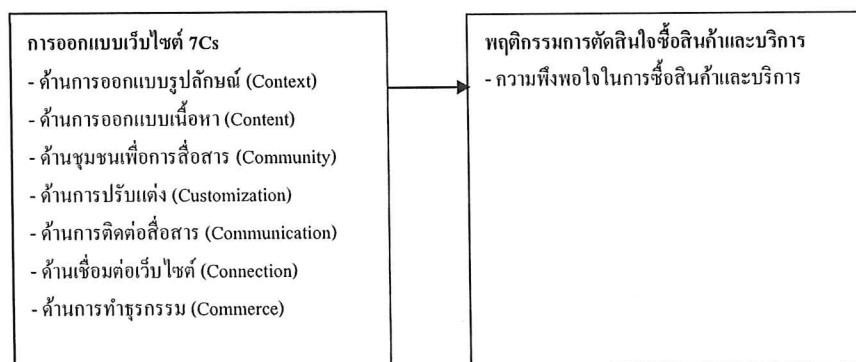 การออกแบบเว็บไซต์ 7Cs
- ด้านการออกแบบรูปลักษณ์ (Context)
- ด้านการออกแบบเนื้อหา (Content)
- ด้านชุมชนเพื่อการสื่อสาร (Community)
- ด้านการปรับแต่ง (Customization)
- ด้านการติดต่อสื่อสาร (Communication)
- ด้านเชื่อมต่อเว็บไซต์ (Connection)
- ด้านการทำธุรกรรม (Commerce)
พฤติกรรมการตัดสินใจซื้อสินค้าและบริการ
- ความพึงพอใจในการซื้อสินค้าและบริการ